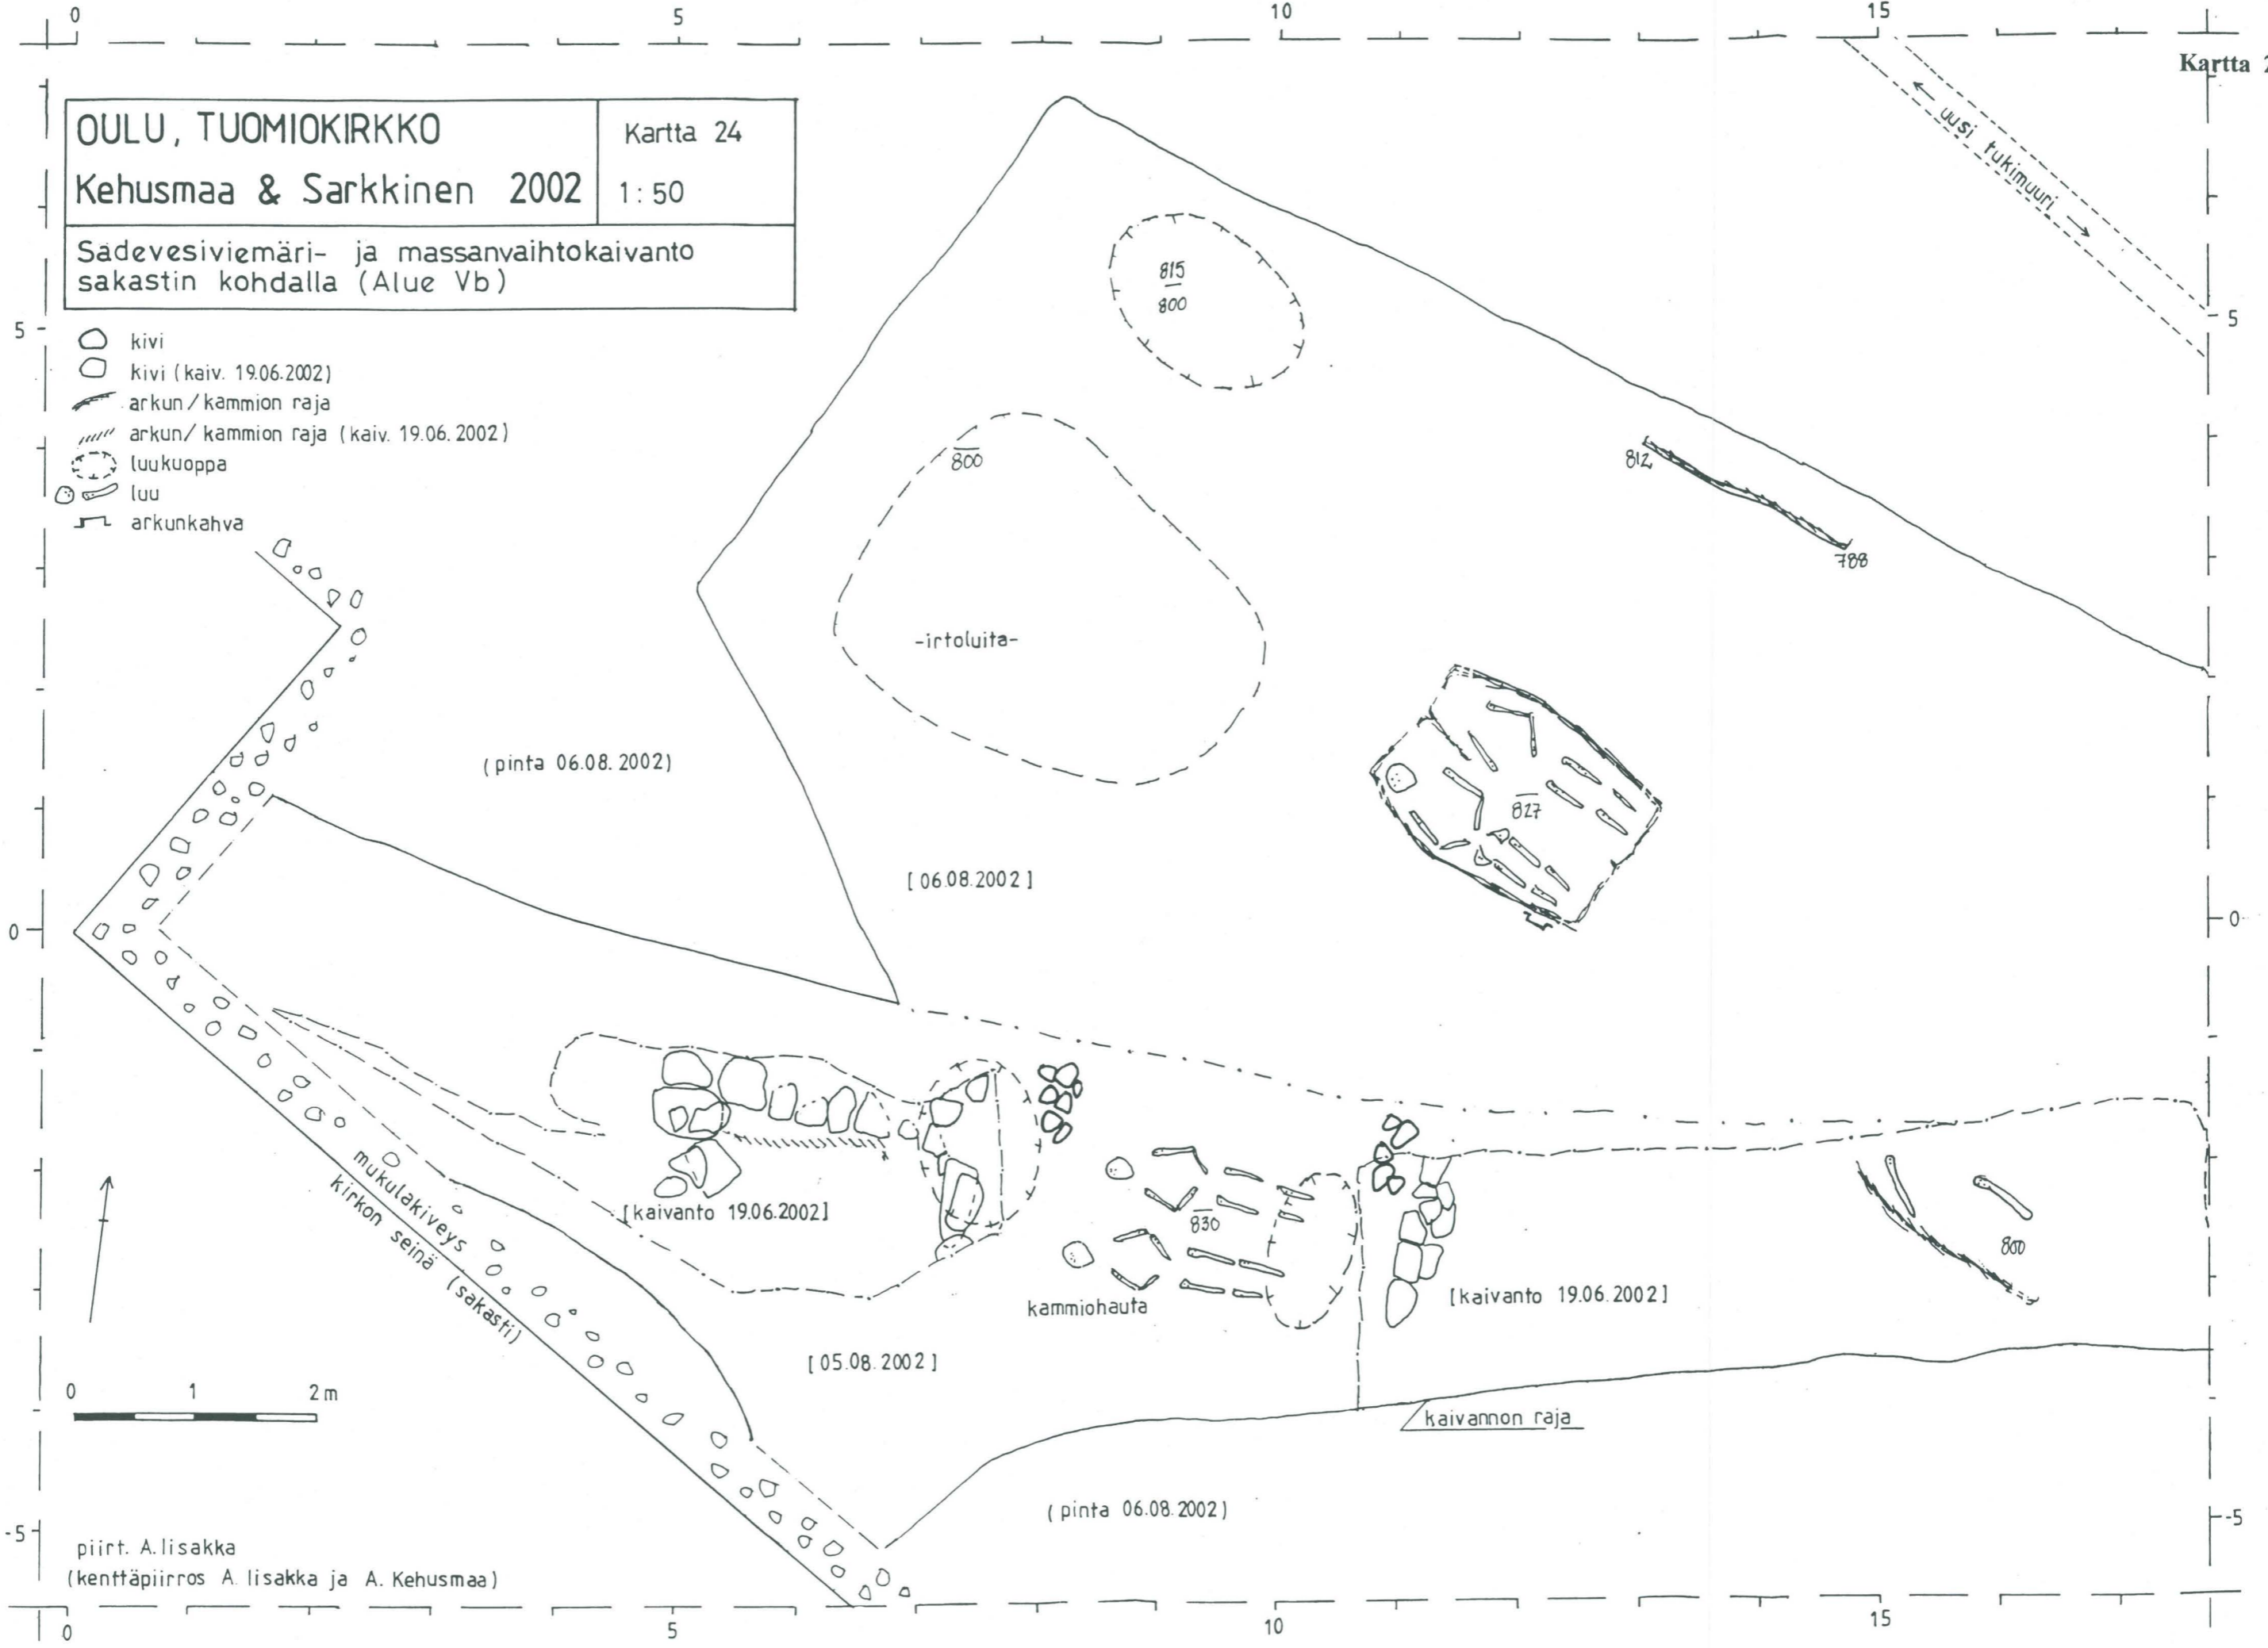 0 5 10 15
Kartta 2
OULU, TUOMIOKIRKKO
Kehusmaa & Sarkkinen 2002
Kartta 24
1:50
Sadevesiviemäri- ja massanvaihtokaivanto
sakastin kohdalla (Alue Vb)
uusi tukimuuri
815
800
5
5
kivi
kivi (kaiv. 19.06.2002)
arkun/kammion raja
arkun/kammion raja (kaiv. 19.06.2002)
luukuoppa
luu
arkunkahva
800
812
788
-irtoluita-
(pinta 06.08.2002)
827
[06.08.2002]
0
0
mukulakiveys
kirkon seinä (sakasti)
[kaivanto 19.06.2002]
830
800
kammiohauta
[kaivanto 19.06.2002]
[05.08.2002]
0 1 2m
kaivannon raja
(pinta 06.08.2002)
-5
-5
piirt. A. Iisakka
(kenttäpiirros A. Iisakka ja A. Kehusmaa)
0 5 10 15